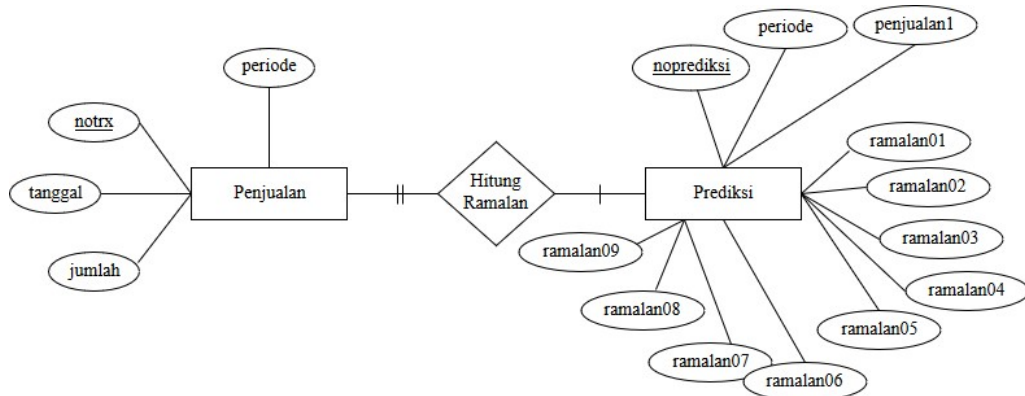 periode
notrx
tanggal
jumlah
Penjualan
Hitung
Ramalan
Prediksi
noprediksi
periode
penjualan1
ramalan01
ramalan02
ramalan03
ramalan04
ramalan05
ramalan06
ramalan07
ramalan08
ramalan09